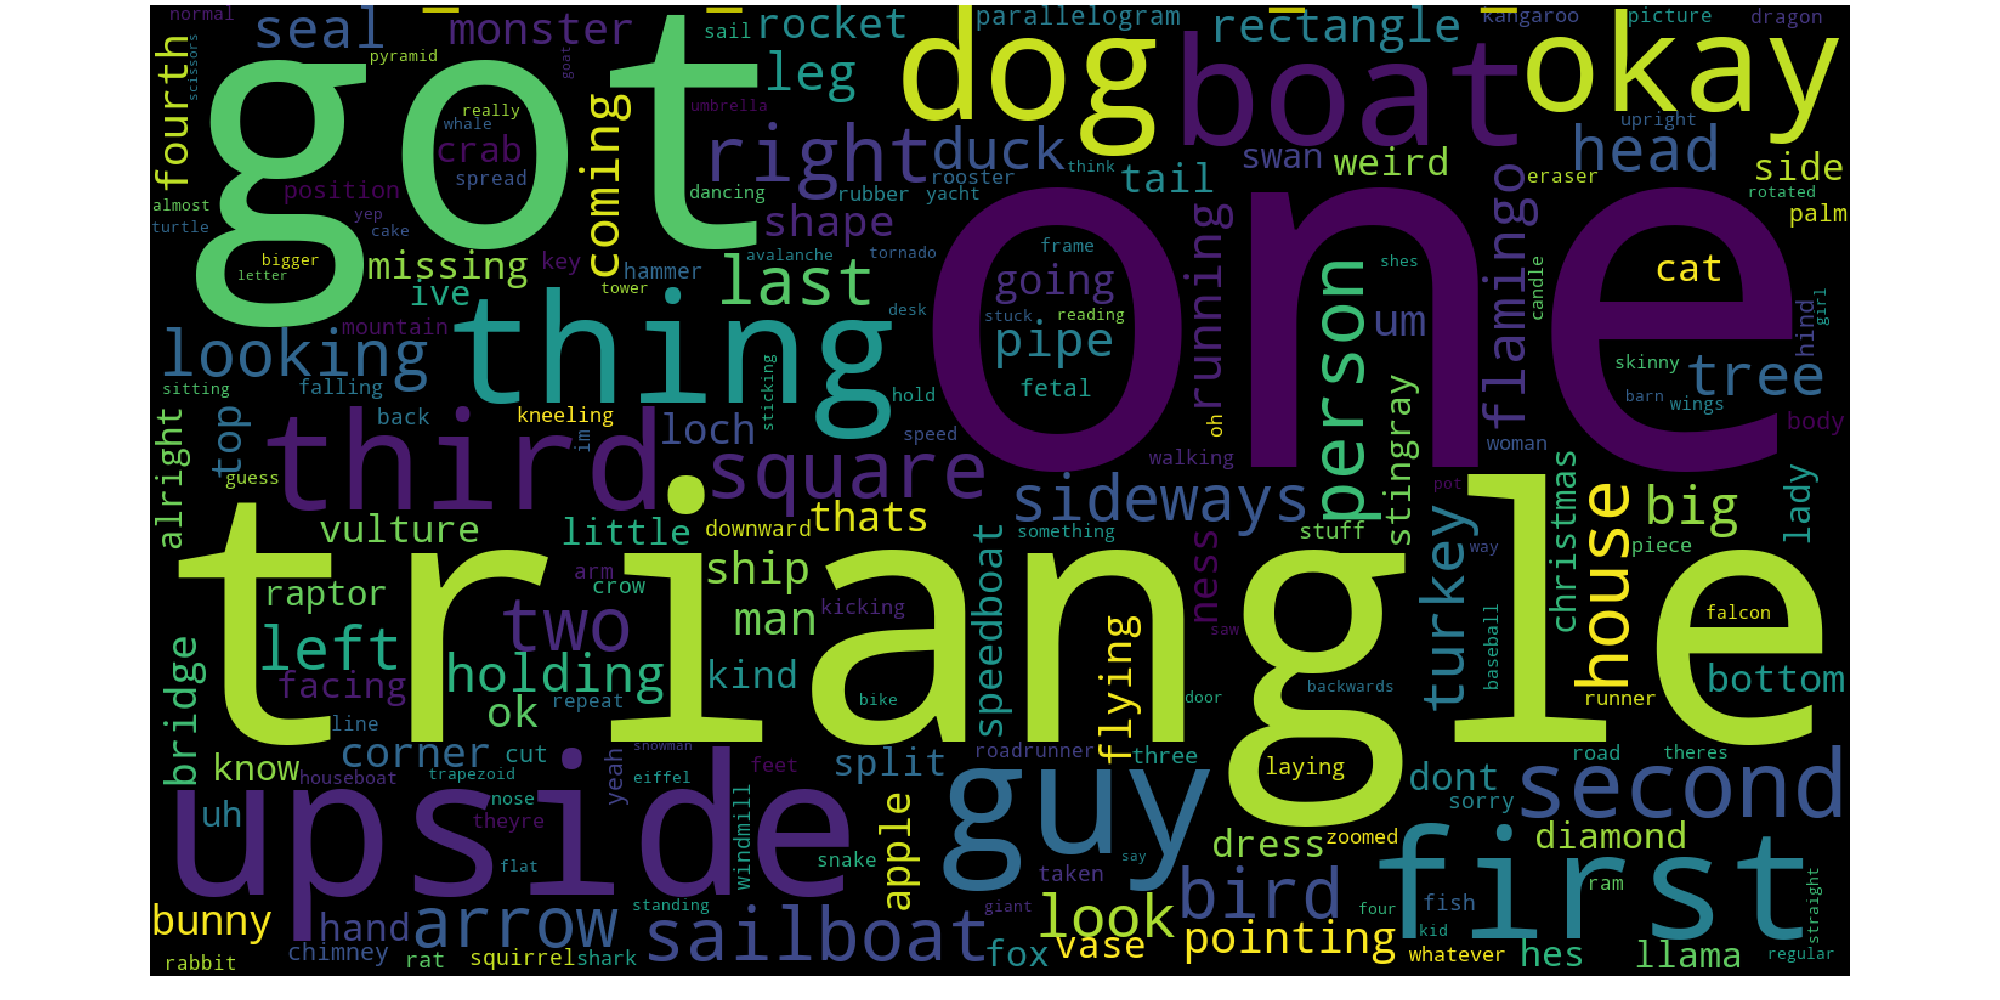 normal
seal
monster
sail
rocket
parallelogram
rectangle
kangaroo
picture
dragon
fourth
scissors
pyramid
got
goat
leg
dog
boat
okay
really
whale
crab
spread
coming
umbrella
right
duck
think
swan
weird
upright
head
side
position
almost
yep
cake
turtle
dancing
rubber
rooster
yacht
tail
eraser
rotated
palm
shape
bigger
letter
missing
key
hammer
tower
avalanche
tornado
last
frame
going
running
person
shes
flamingo
candle
cat
ive
mountain
thing
desk
stuck
reading
one
pipe
um
hind
girl
looking
sitting
falling
sticking
hold
fetal
skinny
tree
barn
wings
top
back
kneeling
im
loch
speed
oh
stingray
woman
body
alright
guess
third
square
walking
sideways
pot
christmas
lady
vulture
little
downward
thats
something
stuff
house
big
triangle
raptor
arm
crow
ship
speedboat
ness
turkey
way
piece
two
man
kicking
saw
baseball
falcon
bridge
left
facing
holding
kind
flying
bottom
ok
repeat
bike
door
backwards
runner
line
corner
cut
yeah
snowman
split
roadrunner
three
laying
road
theres
know
houseboat
trapezoid
eiffel
feet
dont
second
uh
upside
nose
theyre
windmill
apple
guy
sorry
dress
zoomed
diamond
flat
snake
say
first
taken
bird
ram
straight
bunny
hand
arrow
standing
sailboat
giant
look
four
fish
kid
chimney
rabbit
rat
squirrel
shark
fox
vase
pointing
whatever
hes
llama
regular